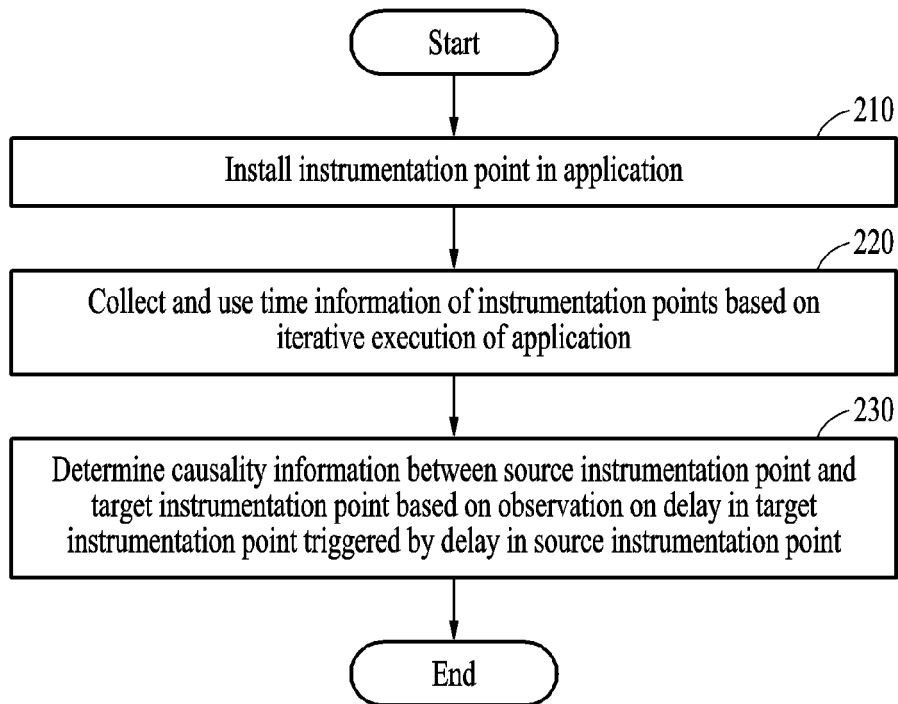 Start
210
Install instrumentation point in application
220
Collect and use time information of instrumentation points based on
iterative execution of application
230
Determine causality information between source instrumentation point and
target instrumentation point based on observation on delay in target
instrumentation point triggered by delay in source instrumentation point
End